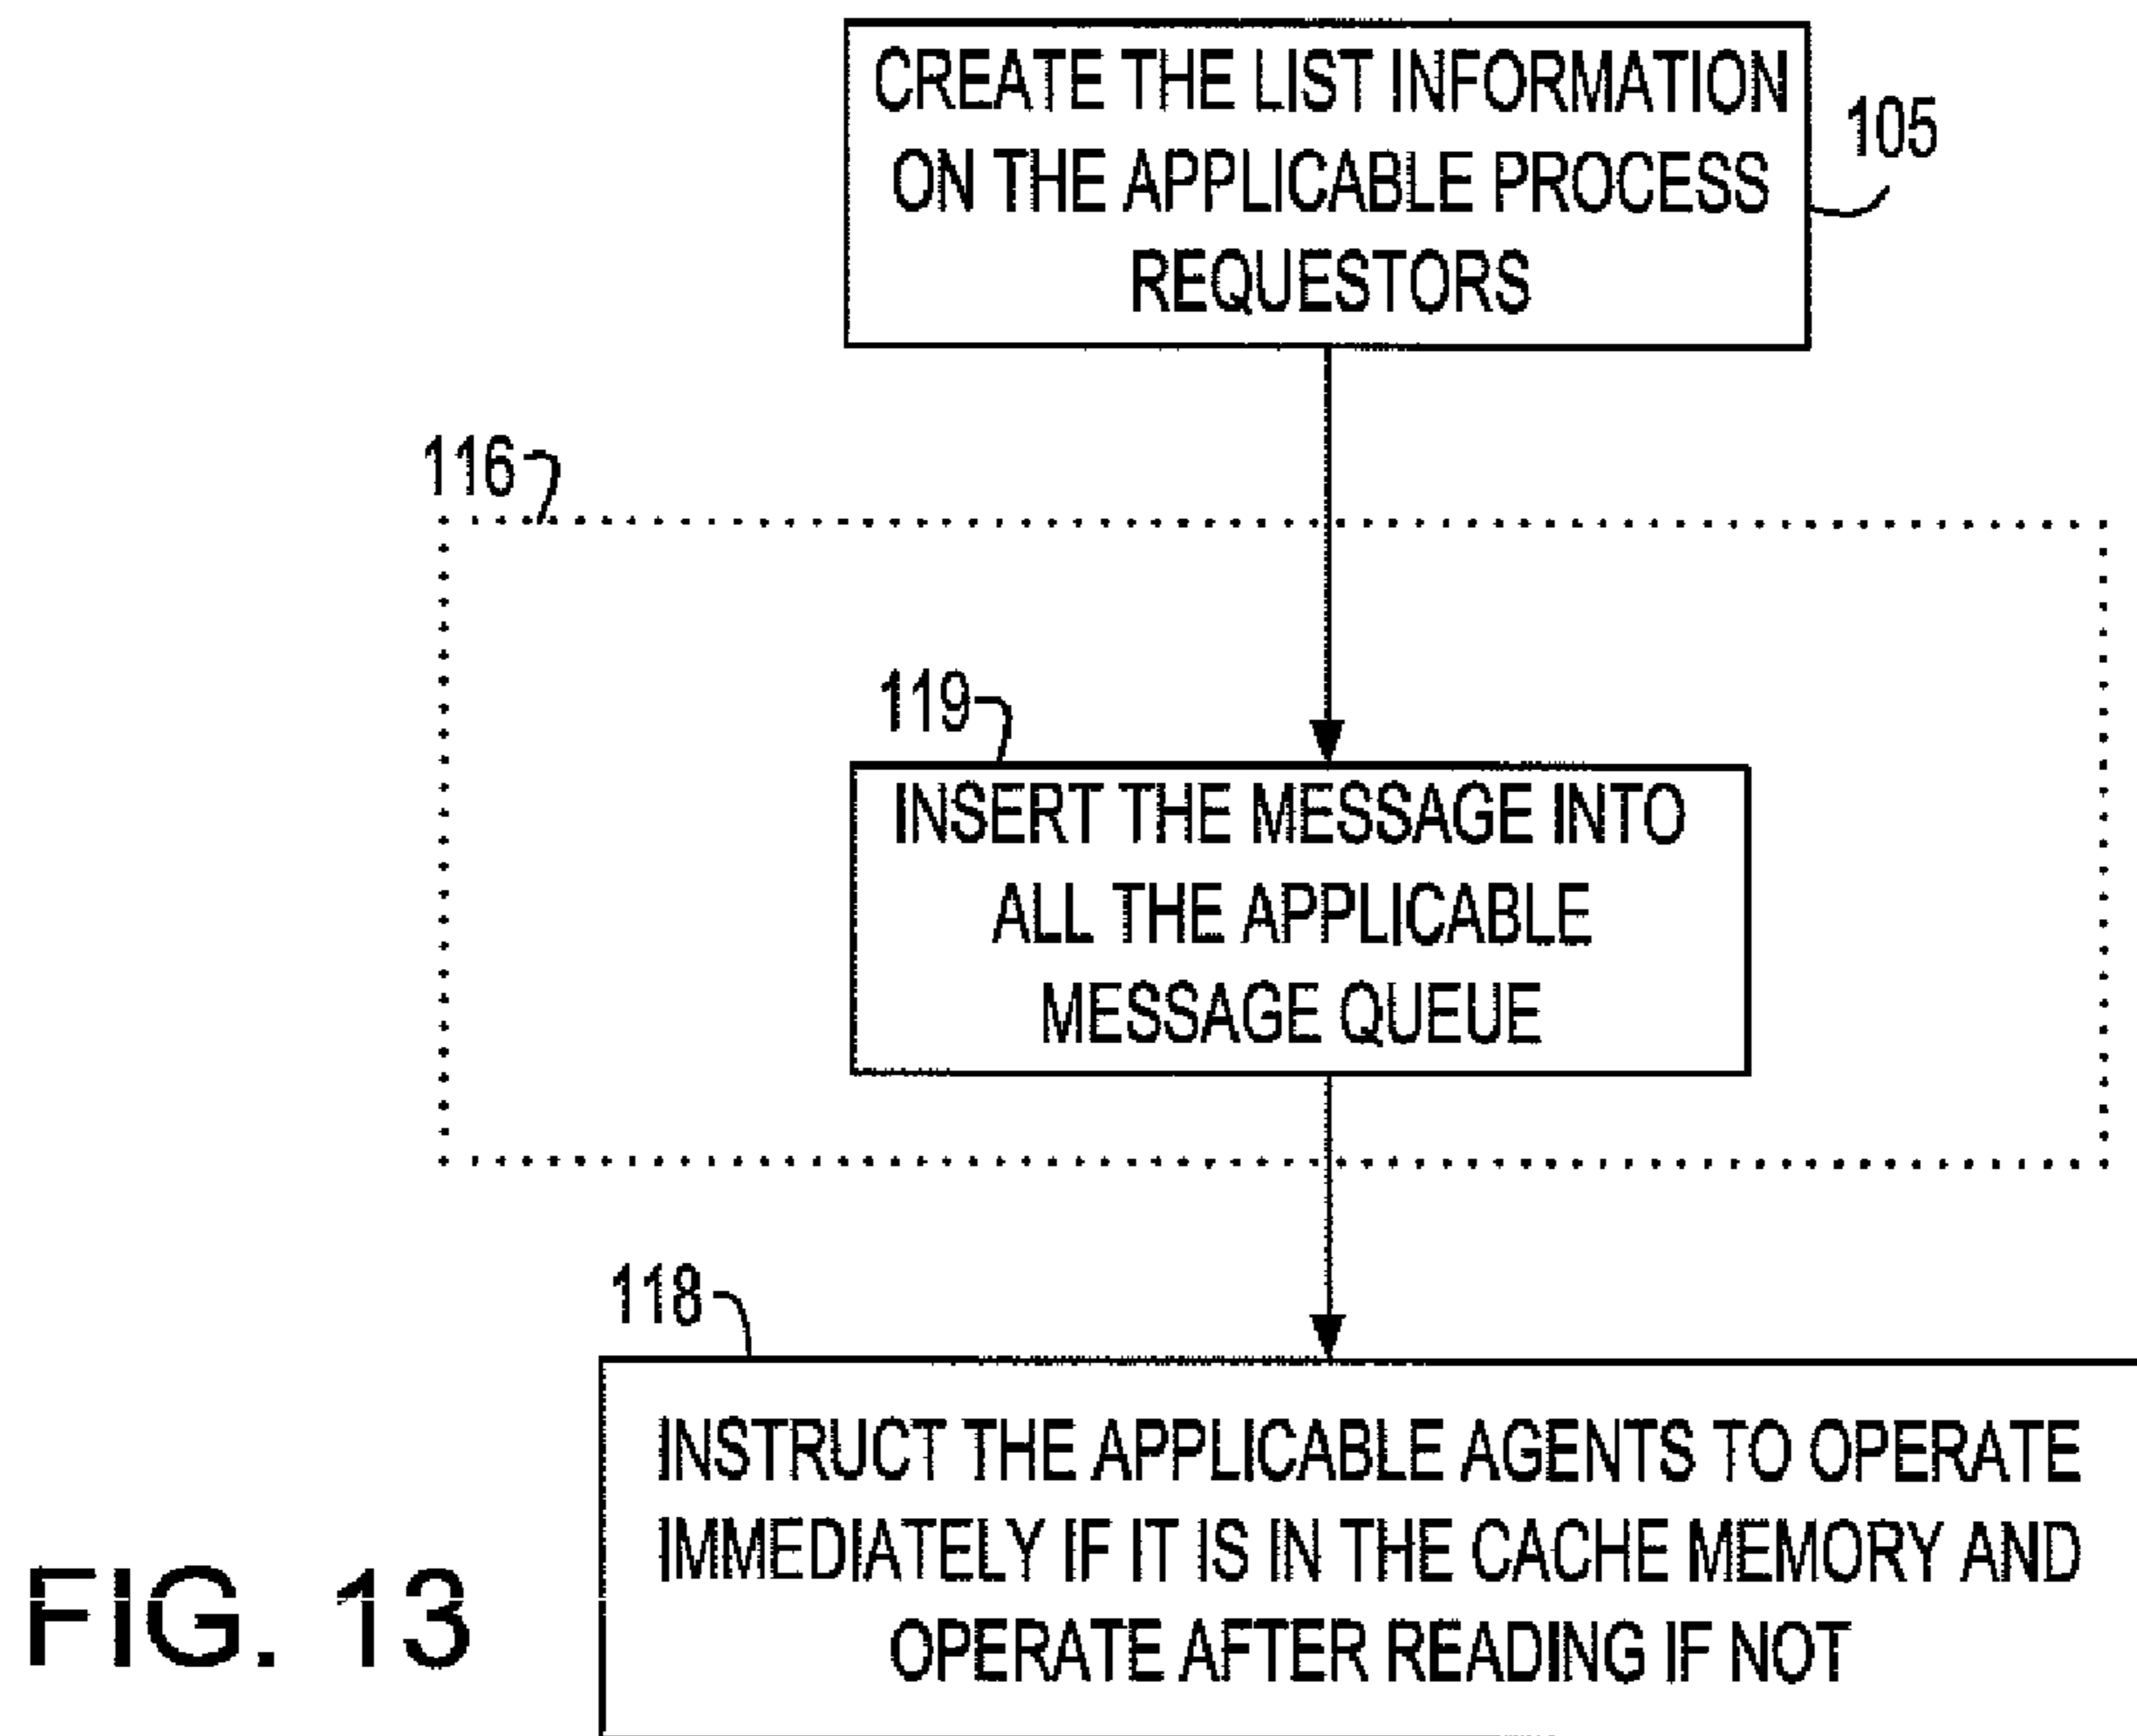 CREATE THE LIST INFORMATION
ON THE APPLICABLE PROCESS
REQUESTORS
105
116
119
INSERT THE MESSAGE INTO
ALL THE APPLICABLE
MESSAGE QUEUE
118
INSTRUCT THE APPLICABLE AGENTS TO OPERATE
IMMEDIATELY IF IT IS IN THE CACHE MEMORY AND
OPERATE AFTER READING IF NOT
FIG. 13